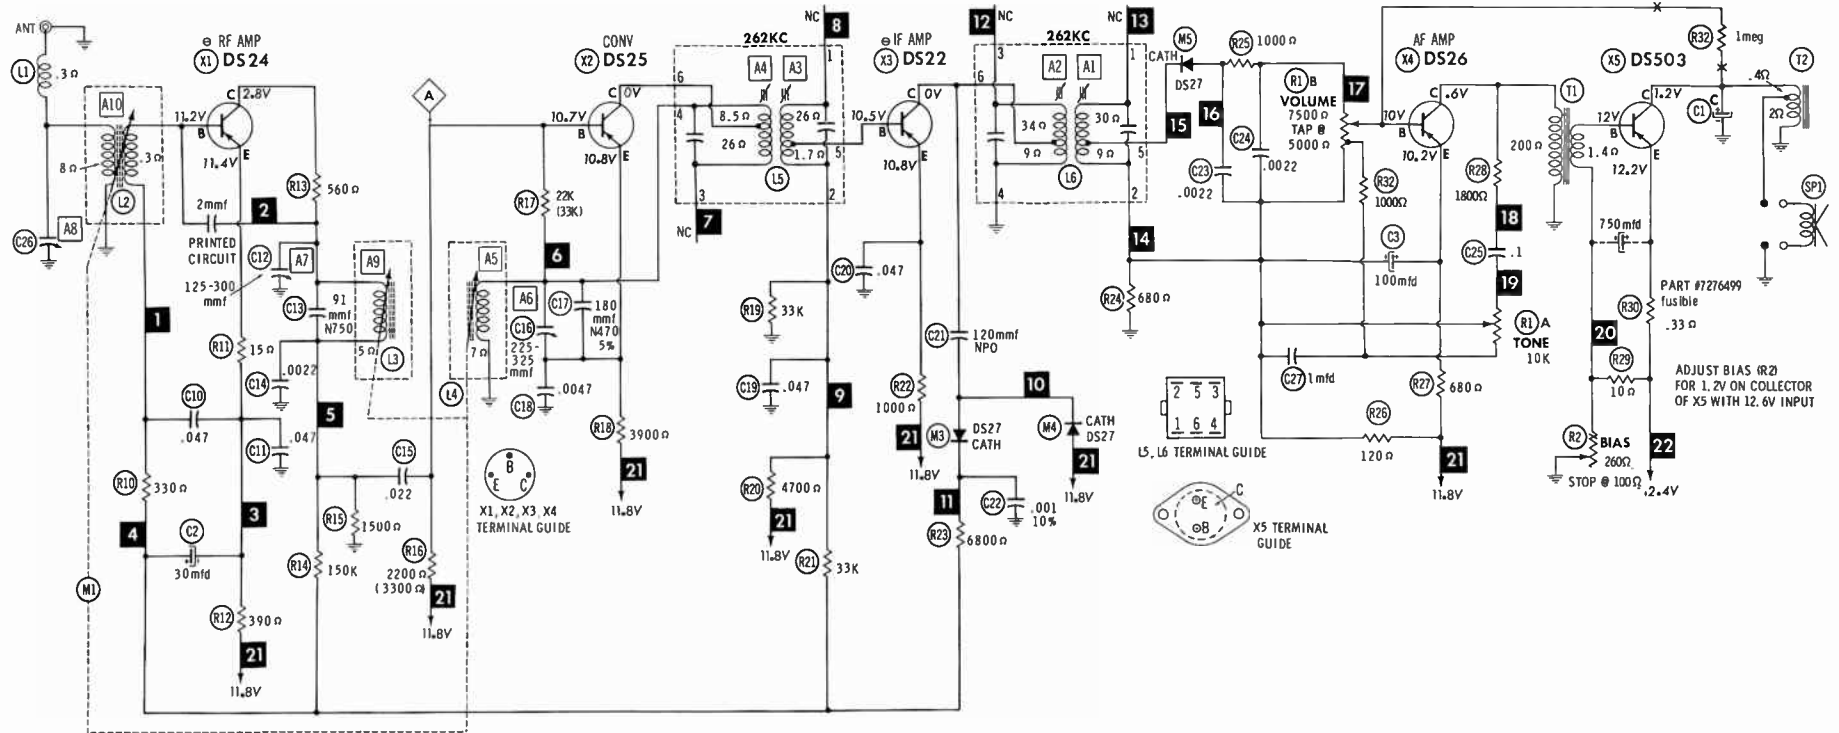 ANT
L1
.3Ω
A10
8Ω
.3Ω
L2
C26
A8
⊖ RF AMP
X1 DS24
C 2.8V
11.2V
B
E
11.4V
2mmf
2
PRINTED
CIRCUIT
R13
560Ω
C12
A7
125-300
mmf
C13
91
mmf
N750
A9
5Ω
L3
1
R11
15Ω
C14
.0022
5
C10
.047
C11
.047
R10
330Ω
4
3
C2
30mfd
R15
1500Ω
C15
.022
R14
150K
R12
390Ω
21
11.8V
M1
R16
2200Ω
(3300Ω)
21
11.8V
A
CONV
X2 DS25
C 0V
10.7V
B
E
10.8V
R17
22K
(33K)
6
A5
7Ω
L4
A6
C16
225-
325
mmf
C17
180
mmf
N470
5%
C18
.0047
R18
3900Ω
21
11.8V
B
E C
X1, X2, X3, X4
TERMINAL GUIDE
NC
8
262KC
A4
A3
1
6
4
8.5Ω
26Ω
26Ω
1.7Ω
5
L5
3
2
7
NC
⊖ IF AMP
X3 DS22
C 0V
10.5V
B
E
10.8V
C20
.047
R19
33K
C19
.047
9
R20
4700Ω
21
11.8V
R21
33K
R22
1000Ω
21
11.8V
C21
120mmf
NPO
10
M3
DS27
CATH
M4
CATH
DS27
21
11.8V
11
C22
.001
10%
R23
6800Ω
12
NC
NC
13
262KC
3
6
A2
A1
1
34Ω
30Ω
9Ω
9Ω
5
L6
4
2
14
R24
680Ω
M5
CATH
DS27
15
16
R25
1000Ω
C24
.0022
C23
.0022
R1B
VOLUME
7500Ω
TAP @
5000Ω
17
R32
1000Ω
C3
100mfd
C27
1mfd
R26
120Ω
2 5 3
1 6 4
L5, L6 TERMINAL GUIDE
E
C
B
X5 TERMINAL
GUIDE
AF AMP
X4 DS26
C .6V
10V
B
E
10.2V
R28
1800Ω
18
C25
.1
19
R1A
TONE
10K
R27
680Ω
21
11.8V
T1
200Ω
1.4Ω
X5 DS503
C 1.2V
12V
B
E
12.2V
750mfd
PART #7276499
fusible
R30
.33Ω
20
R29
10Ω
R2
BIAS
260Ω
STOP @ 100Ω
22
ADJUST BIAS (R2)
FOR 1.2V ON COLLECTOR
OF X5 WITH 12.6V INPUT
R32
1meg
C1
C
.4Ω
2Ω
T2
SP1